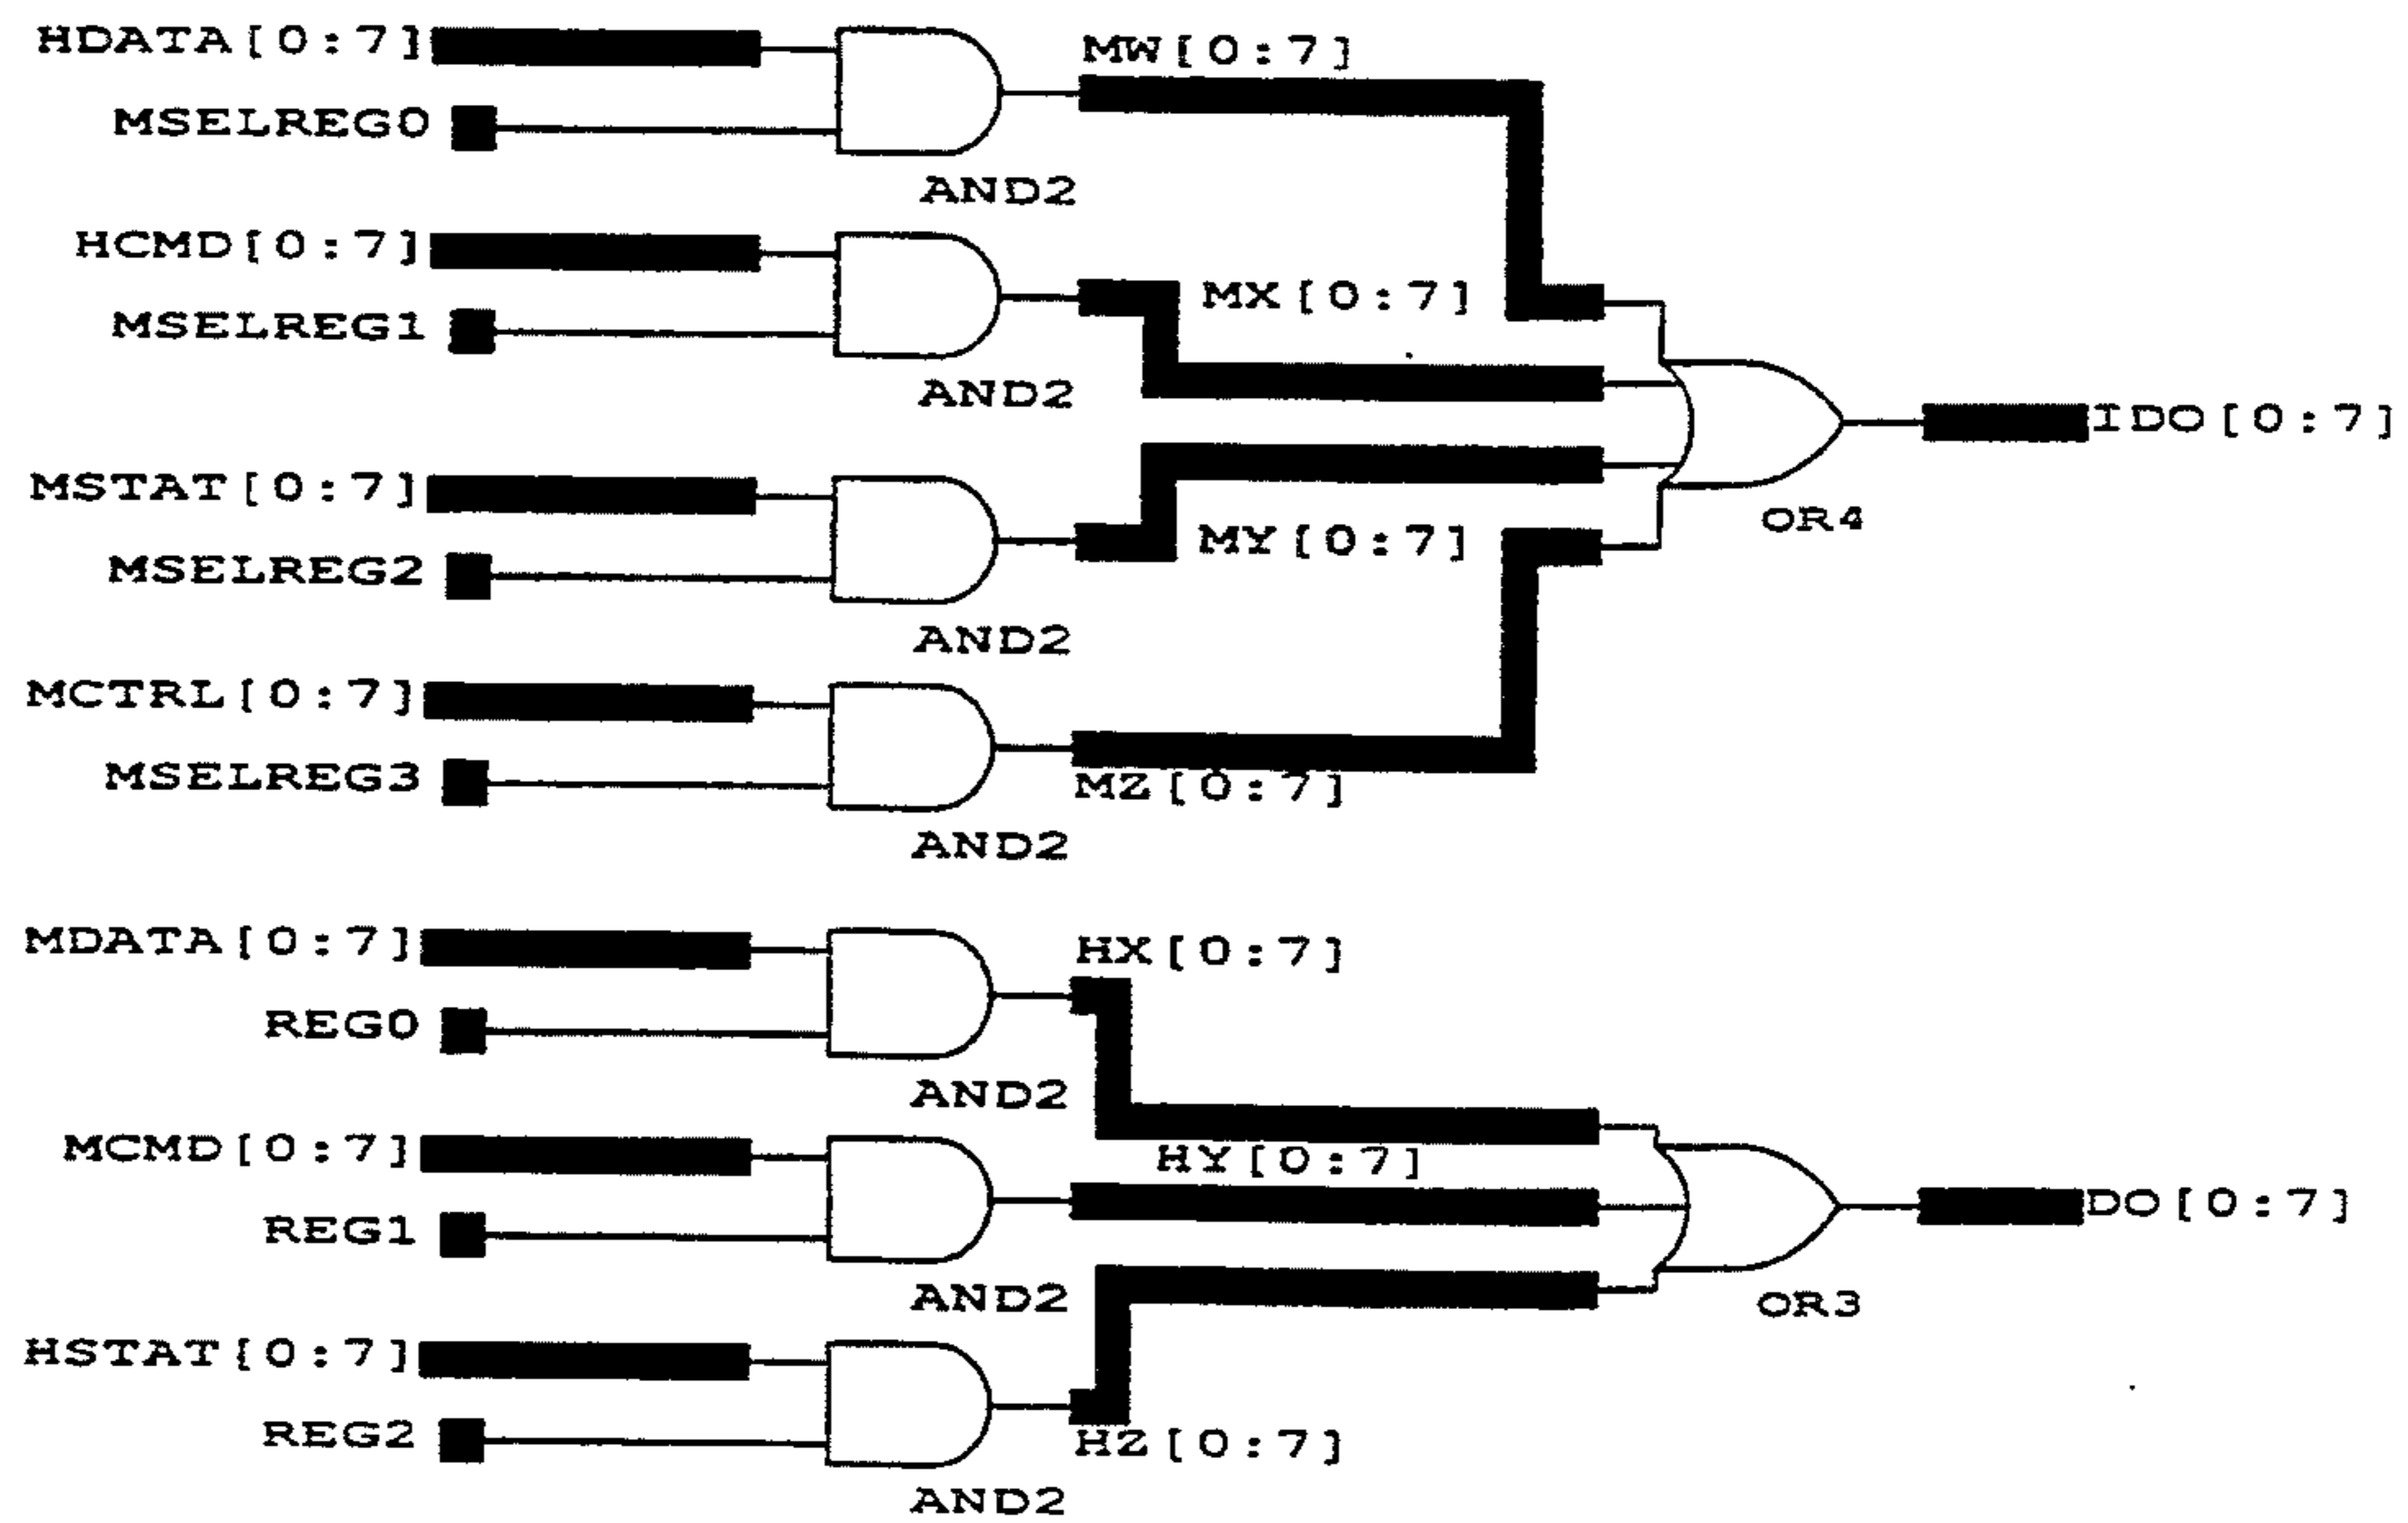 HDATA[0:7]
MW[0:7]
MSELREG0
AND2
HCMD[0:7]
MX[0:7]
MSELREG1
AND2
IDO[0:7]
MSTAT[0:7]
OR4
MY[0:7]
MSELREG2
AND2
MCTRL[0:7]
MSELREG3
MZ[0:7]
AND2
MDATA[0:7]
HX[0:7]
REG0
AND2
MCMD[0:7]
HY[0:7]
DO[0:7]
REG1
AND2
OR3
HSTAT[0:7]
REG2
HZ[0:7]
AND2